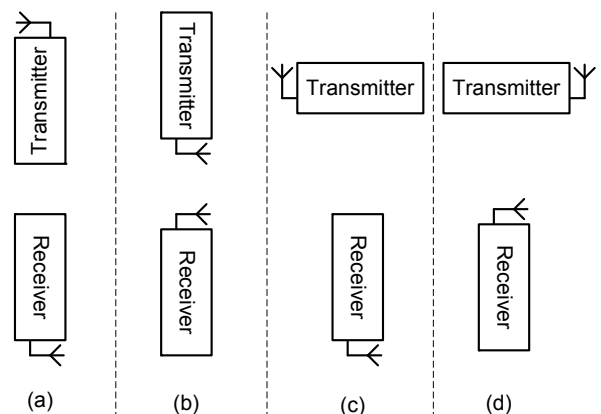 Transmitter
Transmitter
Transmitter
Transmitter
Receiver
Receiver
Receiver
Receiver
(a)
(b)
(c)
(d)